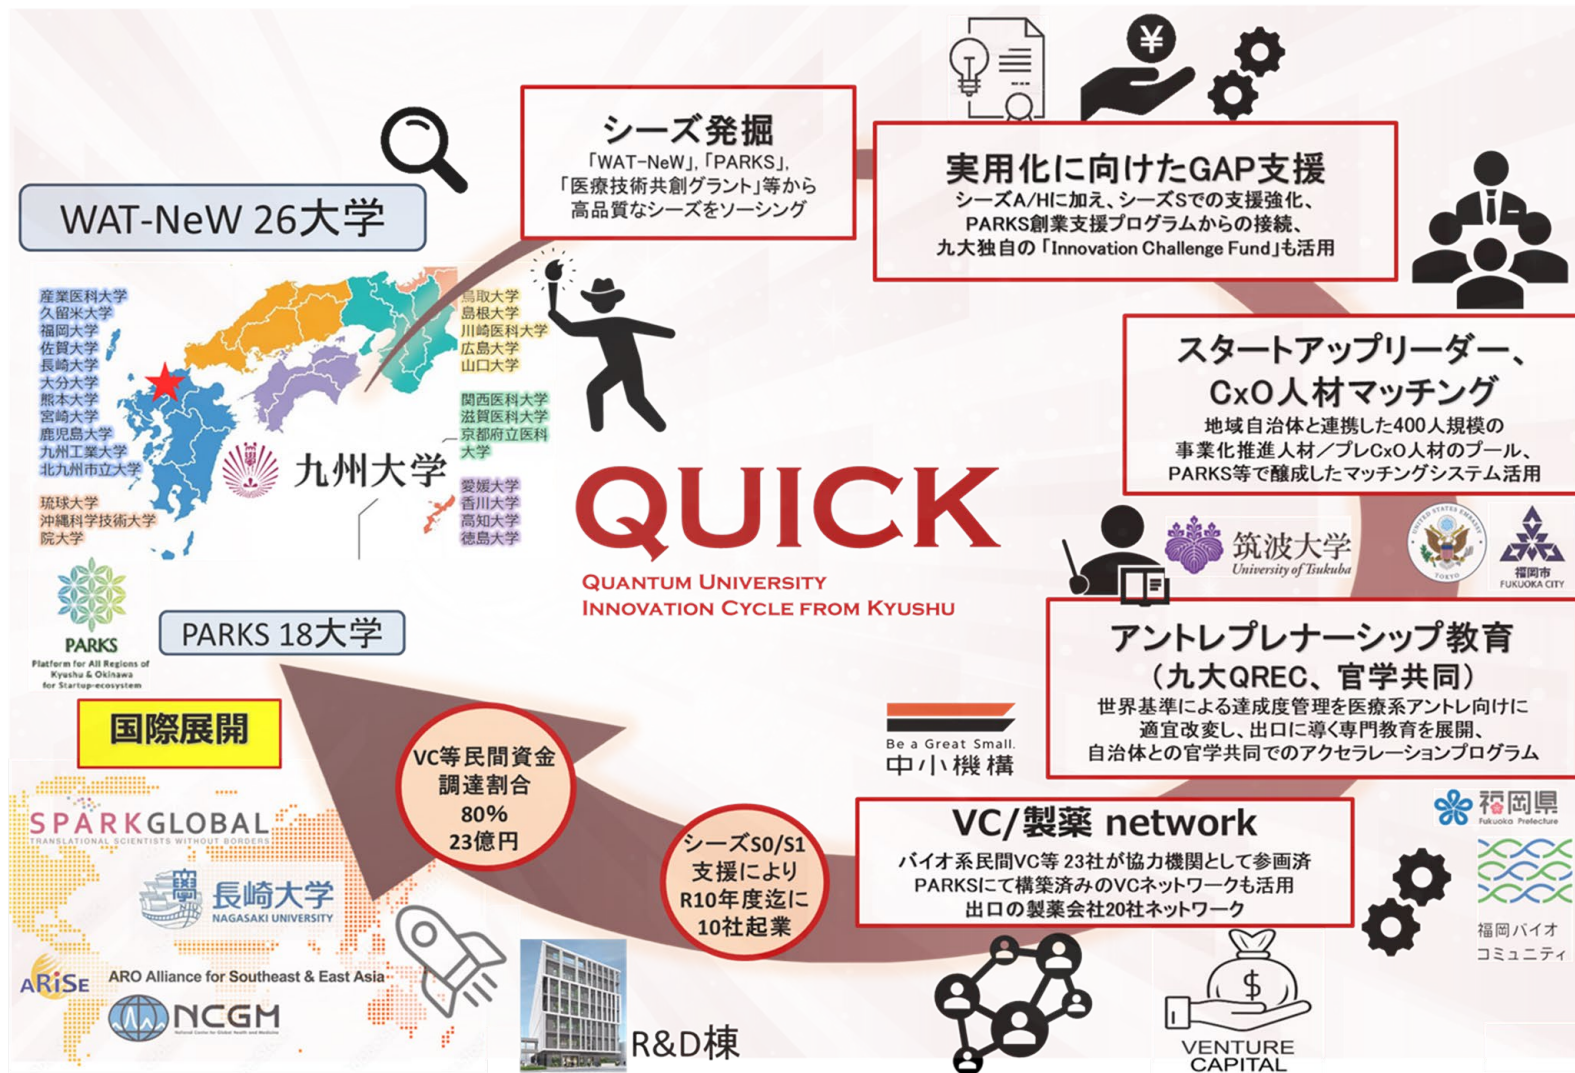 シーズ発掘
「WAT-NeW」, 「PARKS」,
「医療技術共創グラント」等から
高品質なシーズをソーシング
¥
実用化に向けたGAP支援
シーズA/Hに加え、シーズSでの支援強化、
PARKS創業支援プログラムからの接続、
九大独自の「Innovation Challenge Fund」も活用
WAT-NeW 26大学
産業医科大学
久留米大学
福岡大学
佐賀大学
長崎大学
大分大学
熊本大学
宮崎大学
鹿児島大学
九州工業大学
北九州市立大学
琉球大学
沖縄科学技術大学
院大学
鳥取大学
島根大学
川崎医科大学
広島大学
山口大学
関西医科大学
滋賀医科大学
京都府立医科
大学
愛媛大学
香川大学
高知大学
徳島大学
九州大学
QUICK
QUANTUM UNIVERSITY
INNOVATION CYCLE FROM KYUSHU
スタートアップリーダー、
CxO人材マッチング
地域自治体と連携した400人規模の
事業化推進人材／プレCxO人材のプール、
PARKS等で醸成したマッチングシステム活用
筑波大学
University of Tsukuba
UNITED STATES EMBASSY
TOKYO
福岡市
FUKUOKA CITY
アントレプレナーシップ教育
（九大QREC、官学共同）
世界基準による達成度管理を医療系アントレ向けに
適宜改変し、出口に導く専門教育を展開、
自治体との官学共同でのアクセラレーションプログラム
PARKS
Platform for All Regions of
Kyushu & Okinawa
for Startup-ecosystem
PARKS 18大学
国際展開
VC等民間資金
調達割合
80%
23億円
シーズS0/S1
支援により
R10年度迄に
10社起業
Be a Great Small.
中小機構
VC/製薬 network
バイオ系民間VC等 23社が協力機関として参画済
PARKSにて構築済みのVCネットワークも活用
出口の製薬会社20社ネットワーク
福岡県
Fukuoka Prefecture
福岡バイオ
コミュニティ
SPARKGLOBAL
TRANSLATIONAL SCIENTISTS WITHOUT BORDERS
長崎大学
NAGASAKI UNIVERSITY
ARiSE
ARO Alliance for Southeast & East Asia
NCGM
National Center for Global Health and Medicine
R&D棟
$
VENTURE
CAPITAL